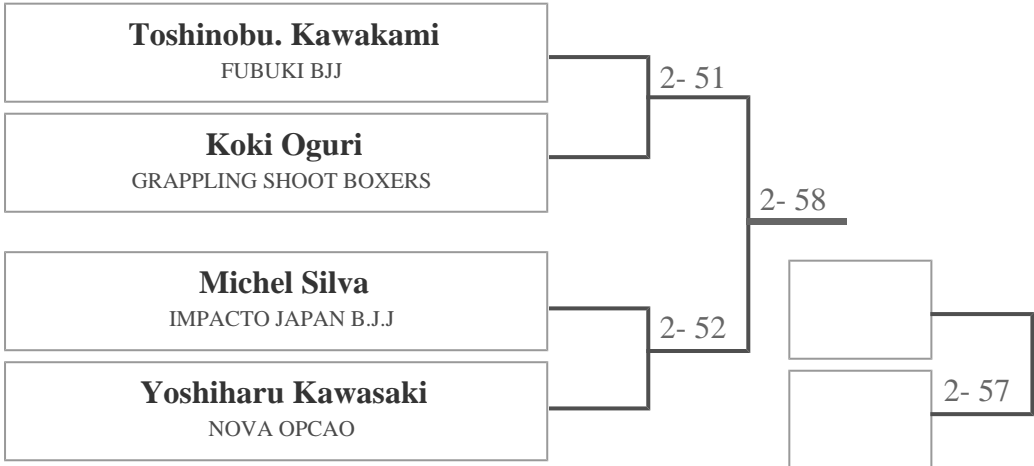 Toshinobu. Kawakami
FUBUKI BJJ
2- 51
Koki Oguri
GRAPPLING SHOOT BOXERS
2- 58
Michel Silva
IMPACTO JAPAN B.J.J
2- 52
Yoshiharu Kawasaki
NOVA OPCAO
2- 57